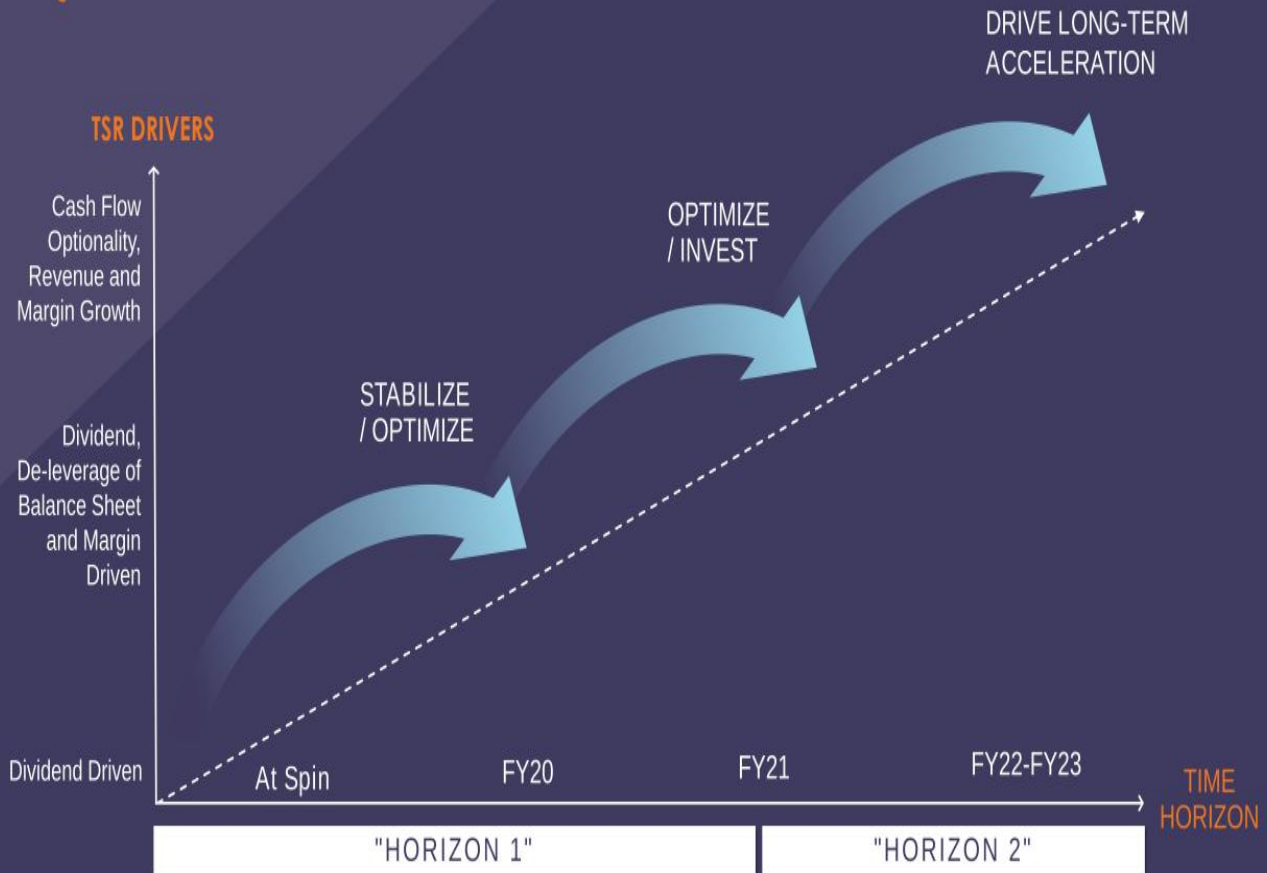 DRIVE LONG-TERM
ACCELERATION
TSR DRIVERS
Cash Flow
Optionality,
Revenue and
Margin Growth
OPTIMIZE
/ INVEST
STABILIZE
/ OPTIMIZE
Dividend,
De-leverage of
Balance Sheet
and Margin
Driven
Dividend Driven
At Spin
FY20
FY21
FY22-FY23
TIME
HORIZON
"HORIZON 1"
"HORIZON 2"